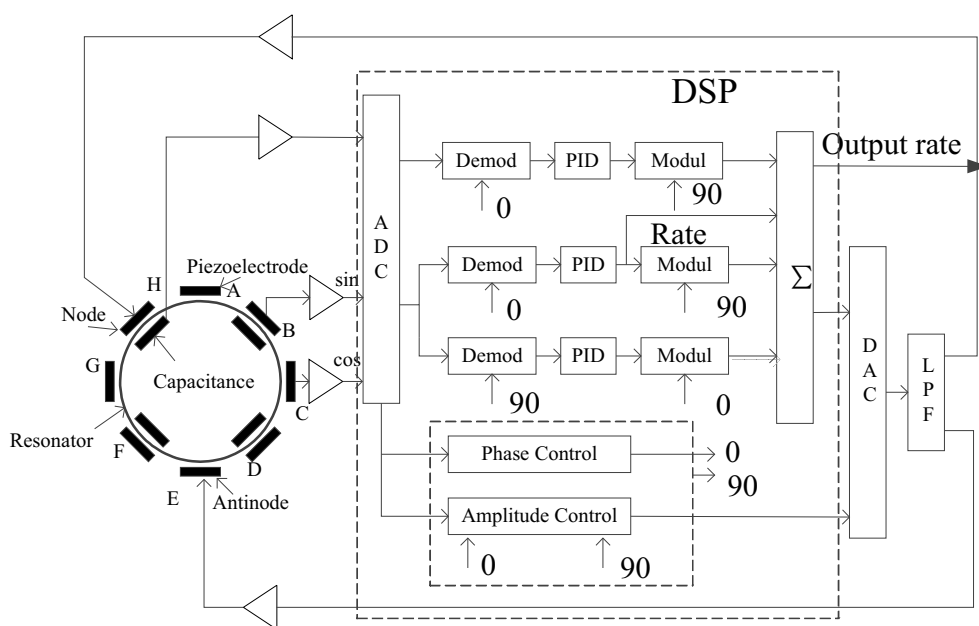 DSP
Output rate
Demod
PID
Modul
0
90
ADC
Rate
Piezoelectrode
sin
H
A
Demod
PID
Modul
Σ
Node
B
0
90
G
Capacitance
cos
Demod
PID
Modul
DAC
LPF
C
90
0
Resonator
F
D
Phase Control
0
E
Antinode
90
Amplitude Control
0
90